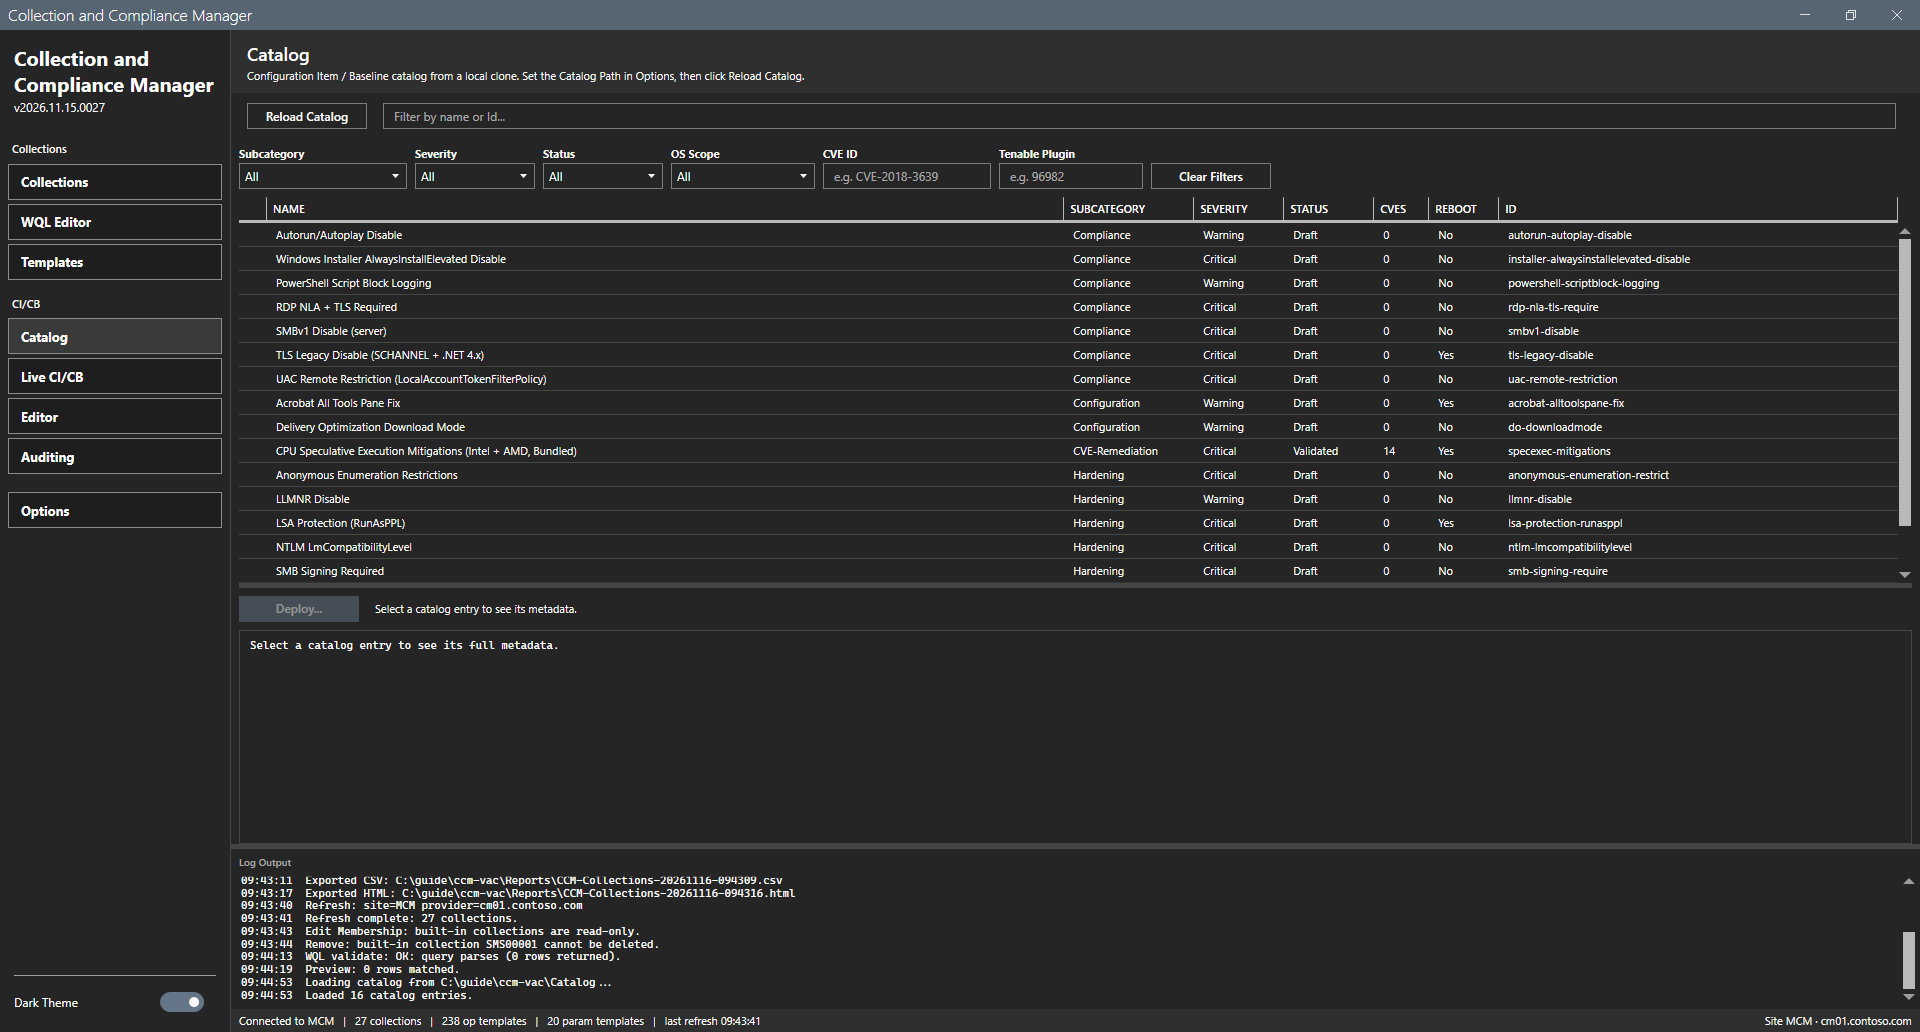 Collection and Compliance Manager
Collection and
Compliance Manager
v2026.11.15.0027
Collections
Collections
WQL Editor
Templates
CI/CB
Catalog
Live CI/CB
Editor
Auditing
Options
Dark Theme
Catalog
Configuration Item / Baseline catalog from a local clone. Set the Catalog Path in Options, then click Reload Catalog.
Reload Catalog Filter by name or Id...
Subcategory Severity Status OS Scope CVE ID Tenable Plugin
All All All All e.g. CVE-2018-3639 e.g. 96982 Clear Filters
NAME SUBCATEGORY SEVERITY STATUS CVES REBOOT ID
Autorun/Autoplay Disable Compliance Warning Draft 0 No autorun-autoplay-disable
Windows Installer AlwaysInstallElevated Disable Compliance Critical Draft 0 No installer-alwaysinstallelevated-disable
PowerShell Script Block Logging Compliance Warning Draft 0 No powershell-scriptblock-logging
RDP NLA + TLS Required Compliance Critical Draft 0 No rdp-nla-tls-require
SMBv1 Disable (server) Compliance Critical Draft 0 No smbv1-disable
TLS Legacy Disable (SCHANNEL + .NET 4.x) Compliance Critical Draft 0 Yes tls-legacy-disable
UAC Remote Restriction (LocalAccountTokenFilterPolicy) Compliance Critical Draft 0 No uac-remote-restriction
Acrobat All Tools Pane Fix Configuration Warning Draft 0 Yes acrobat-alltoolspane-fix
Delivery Optimization Download Mode Configuration Warning Draft 0 No do-downloadmode
CPU Speculative Execution Mitigations (Intel + AMD, Bundled) CVE-Remediation Critical Validated 14 Yes specexec-mitigations
Anonymous Enumeration Restrictions Hardening Critical Draft 0 No anonymous-enumeration-restrict
LLMNR Disable Hardening Warning Draft 0 No llmnr-disable
LSA Protection (RunAsPPL) Hardening Critical Draft 0 Yes lsa-protection-runasppl
NTLM LmCompatibilityLevel Hardening Critical Draft 0 No ntlm-lmcompatibilitylevel
SMB Signing Required Hardening Critical Draft 0 No smb-signing-require
Deploy... Select a catalog entry to see its metadata.
Select a catalog entry to see its full metadata.
Log Output
09:43:11 Exported CSV: C:\guide\ccm-vac\Reports\CCM-Collections-20261116-094309.csv
09:43:17 Exported HTML: C:\guide\ccm-vac\Reports\CCM-Collections-20261116-094316.html
09:43:40 Refresh: site=MCM provider=cm01.contoso.com
09:43:41 Refresh complete: 27 collections.
09:43:43 Edit Membership: built-in collections are read-only.
09:43:44 Remove: built-in collection SMS00001 cannot be deleted.
09:44:13 WQL validate: OK: query parses (0 rows returned).
09:44:19 Preview: 0 rows matched.
09:44:53 Loading catalog from C:\guide\ccm-vac\Catalog...
09:44:53 Loaded 16 catalog entries.
Connected to MCM | 27 collections | 238 op templates | 20 param templates | last refresh 09:43:41
Site MCM · cm01.contoso.com